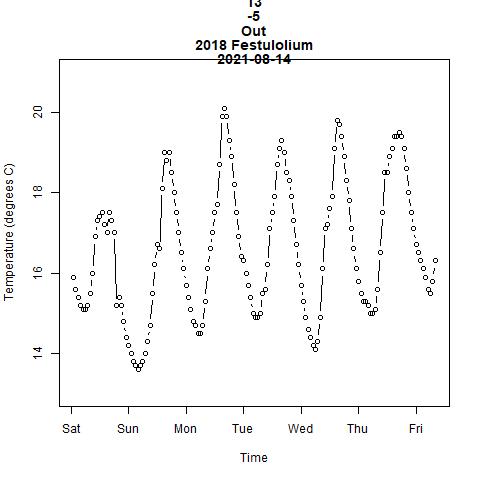 13
-5
Out
2018 Festulolium
2021-08-14
Temperature (degrees C)
20
18
16
14
Sat Sun Mon Tue Wed Thu Fri
Time